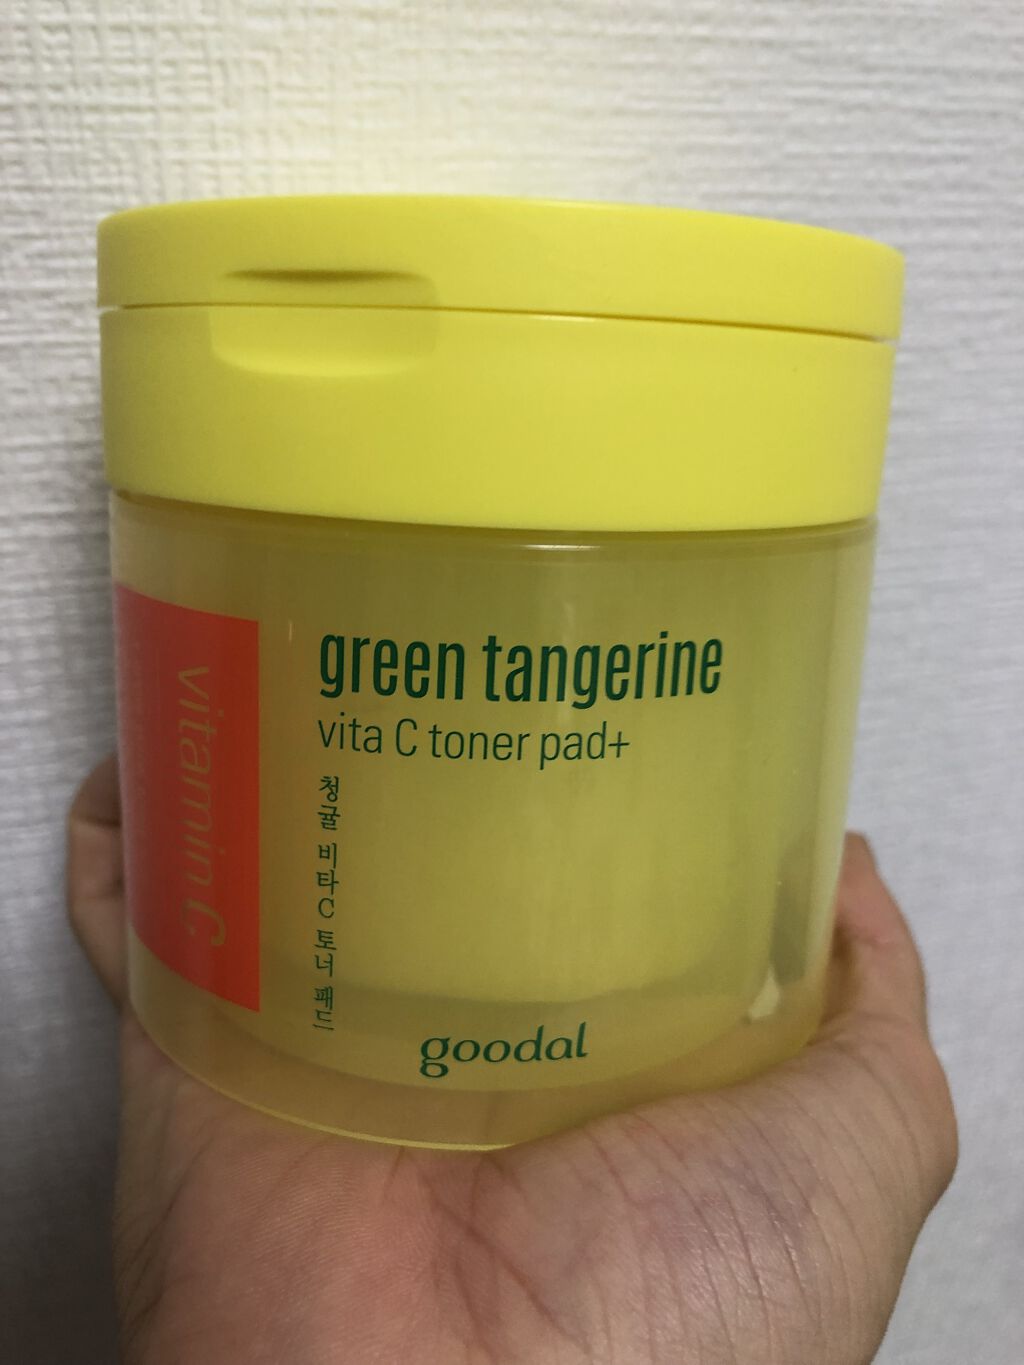 green tangerine
vita C toner pad+
청귤 비타C 토너 패드
goodal
vitamin C